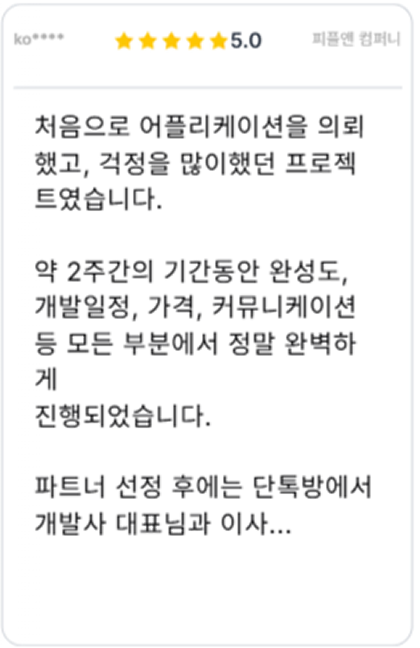 ko****
★★★★★5.0
피플앤 컴퍼니
처음으로 어플리케이션을 의뢰
했고, 걱정을 많이했던 프로젝
트였습니다.
약 2주간의 기간동안 완성도,
개발일정, 가격, 커뮤니케이션
등 모든 부분에서 정말 완벽하
게
진행되었습니다.
파트너 선정 후에는 단톡방에서
개발사 대표님과 이사...